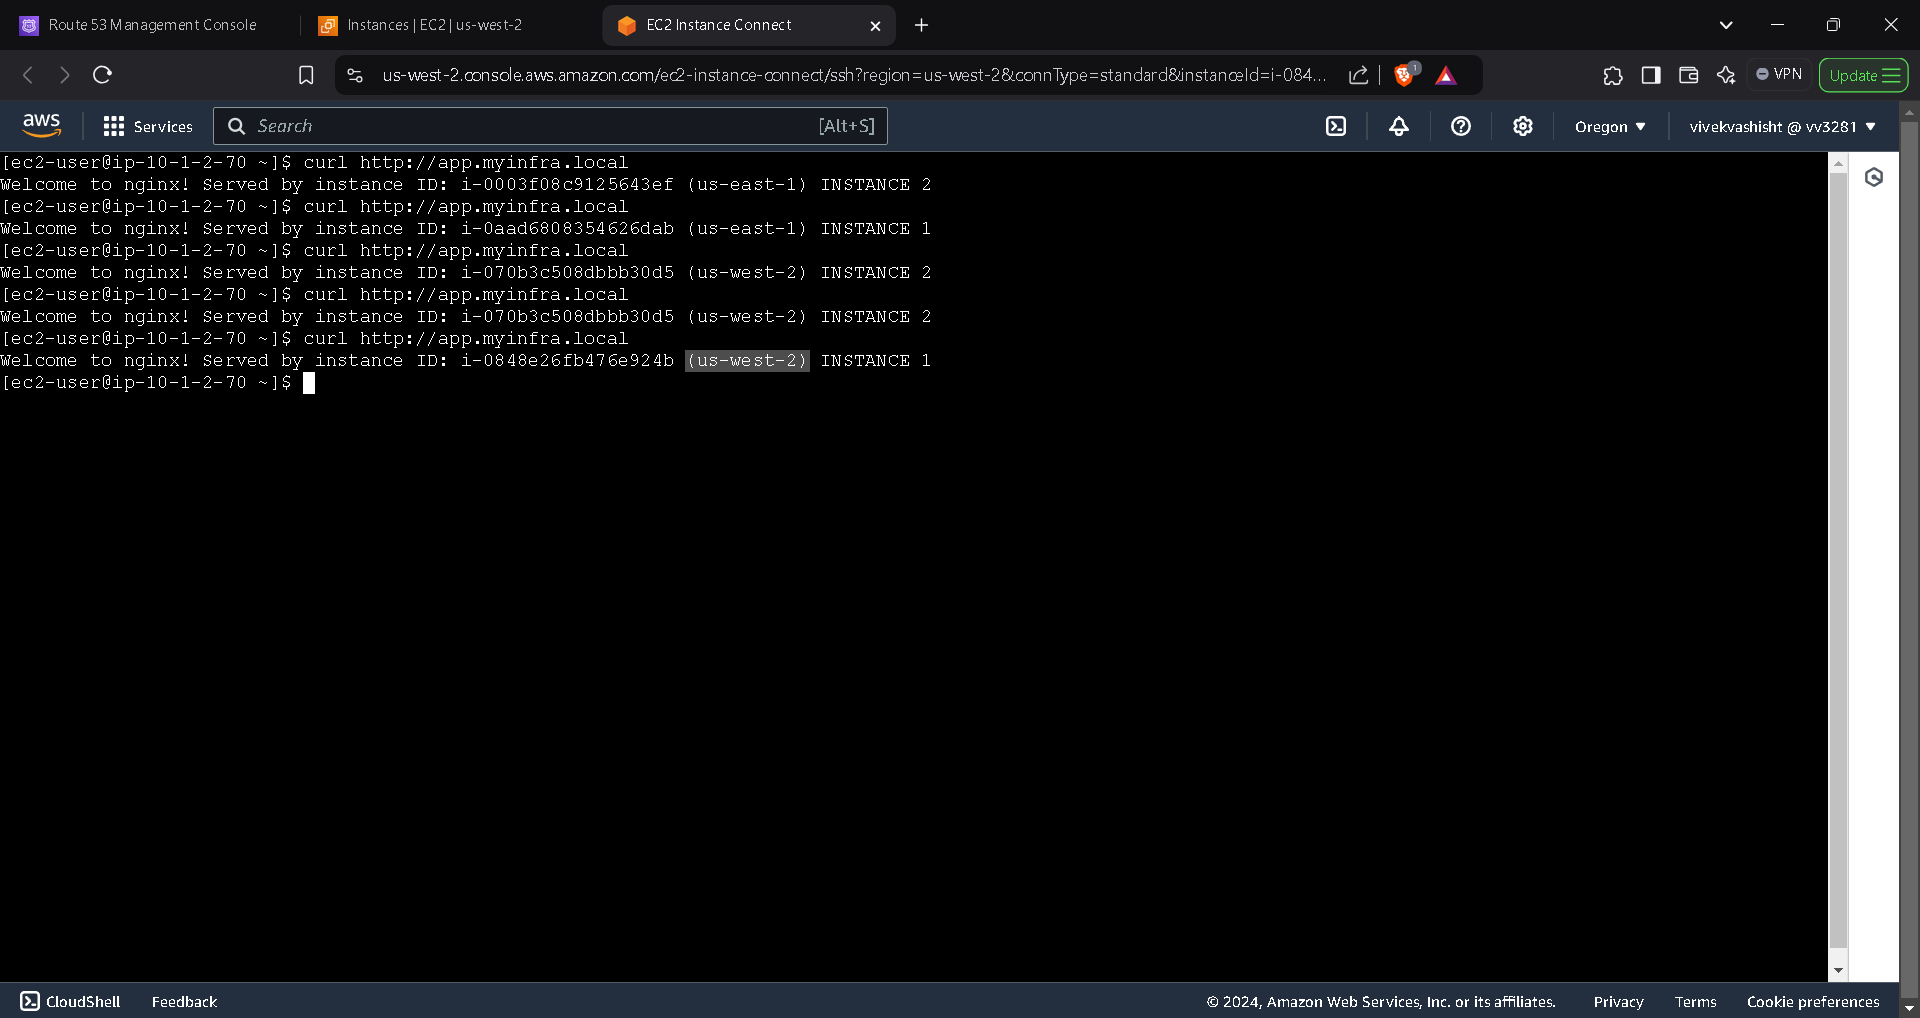 Route 53 Management Console
Instances | EC2 | us-west-2
EC2 Instance Connect
us-west-2.console.aws.amazon.com/ec2-instance-connect/ssh?region=us-west-2&connType=standard&instanceId=i-084...
1
VPN
Update
aws
Services
Search
[Alt+S]
Oregon
vivekvashisht @ vv3281
[ec2-user@ip-10-1-2-70 ~]$ curl http://app.myinfra.local
Welcome to nginx! Served by instance ID: i-0003f08c9125643ef (us-east-1) INSTANCE 2
[ec2-user@ip-10-1-2-70 ~]$ curl http://app.myinfra.local
Welcome to nginx! Served by instance ID: i-0aad6808354626dab (us-east-1) INSTANCE 1
[ec2-user@ip-10-1-2-70 ~]$ curl http://app.myinfra.local
Welcome to nginx! Served by instance ID: i-070b3c508dbbb30d5 (us-west-2) INSTANCE 2
[ec2-user@ip-10-1-2-70 ~]$ curl http://app.myinfra.local
Welcome to nginx! Served by instance ID: i-070b3c508dbbb30d5 (us-west-2) INSTANCE 2
[ec2-user@ip-10-1-2-70 ~]$ curl http://app.myinfra.local
Welcome to nginx! Served by instance ID: i-0848e26fb476e924b (us-west-2) INSTANCE 1
[ec2-user@ip-10-1-2-70 ~]$
CloudShell
Feedback
© 2024, Amazon Web Services, Inc. or its affiliates.
Privacy
Terms
Cookie preferences